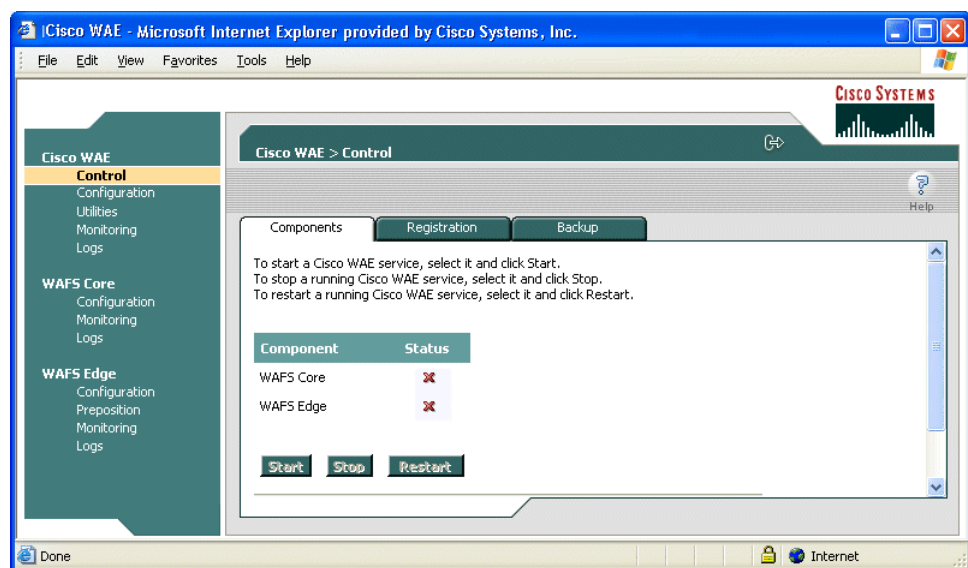 |Cisco WAE - Microsoft Internet Explorer provided by Cisco Systems, Inc.
File Edit View Favorites Tools Help
CISCO SYSTEMS
Cisco WAE
Control
Configuration
Utilities
Monitoring
Logs
WAFS Core
Configuration
Monitoring
Logs
WAFS Edge
Configuration
Preposition
Monitoring
Logs
Cisco WAE > Control
?
Help
Components Registration Backup
To start a Cisco WAE service, select it and click Start.
To stop a running Cisco WAE service, select it and click Stop.
To restart a running Cisco WAE service, select it and click Restart.
Component Status
WAFS Core
WAFS Edge
Start Stop Restart
Done
Internet